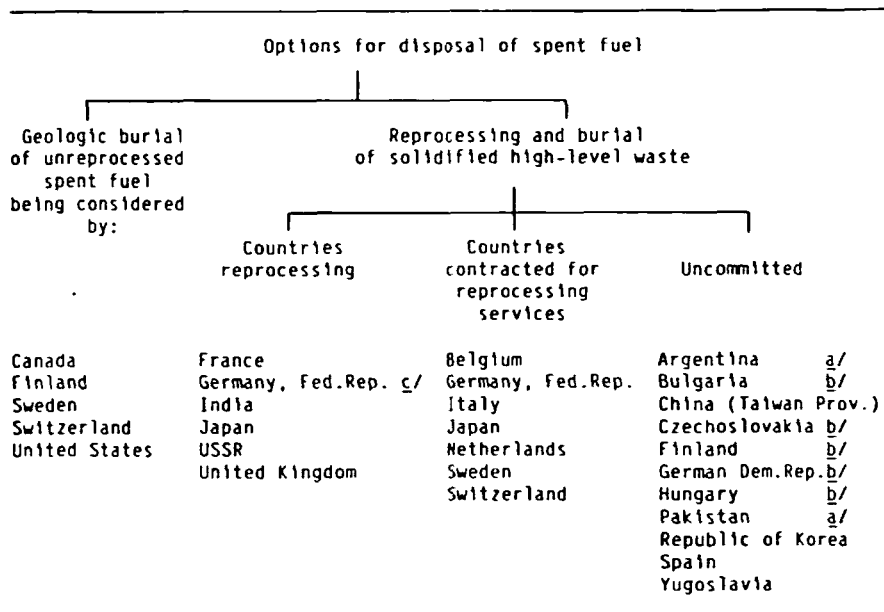 Options for disposal of spent fuel
Geologic burial
of unreprocessed
spent fuel
being considered
by:
Reprocessing and burial
of solidified high-level waste
Countries
reprocessing
Countries
contracted for
reprocessing
services
Uncommitted
Canada
Finland
Sweden
Switzerland
United States
France
Germany, Fed.Rep. c/
India
Japan
USSR
United Kingdom
Belgium
Germany, Fed.Rep.
Italy
Japan
Netherlands
Sweden
Switzerland
Argentina a/
Bulgaria b/
China (Taiwan Prov.)
Czechoslovakia b/
Finland b/
German Dem.Rep.b/
Hungary b/
Pakistan a/
Republic of Korea
Spain
Yugoslavia